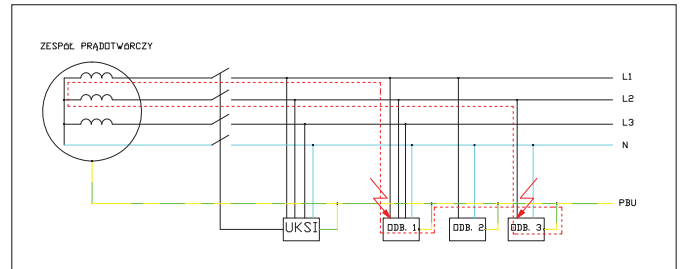 ZESPÓŁ PRĄDOTWÓRCZY
L1
L2
L3
N
PBU
UKSI
ODB. 1
ODB. 2
ODB. 3